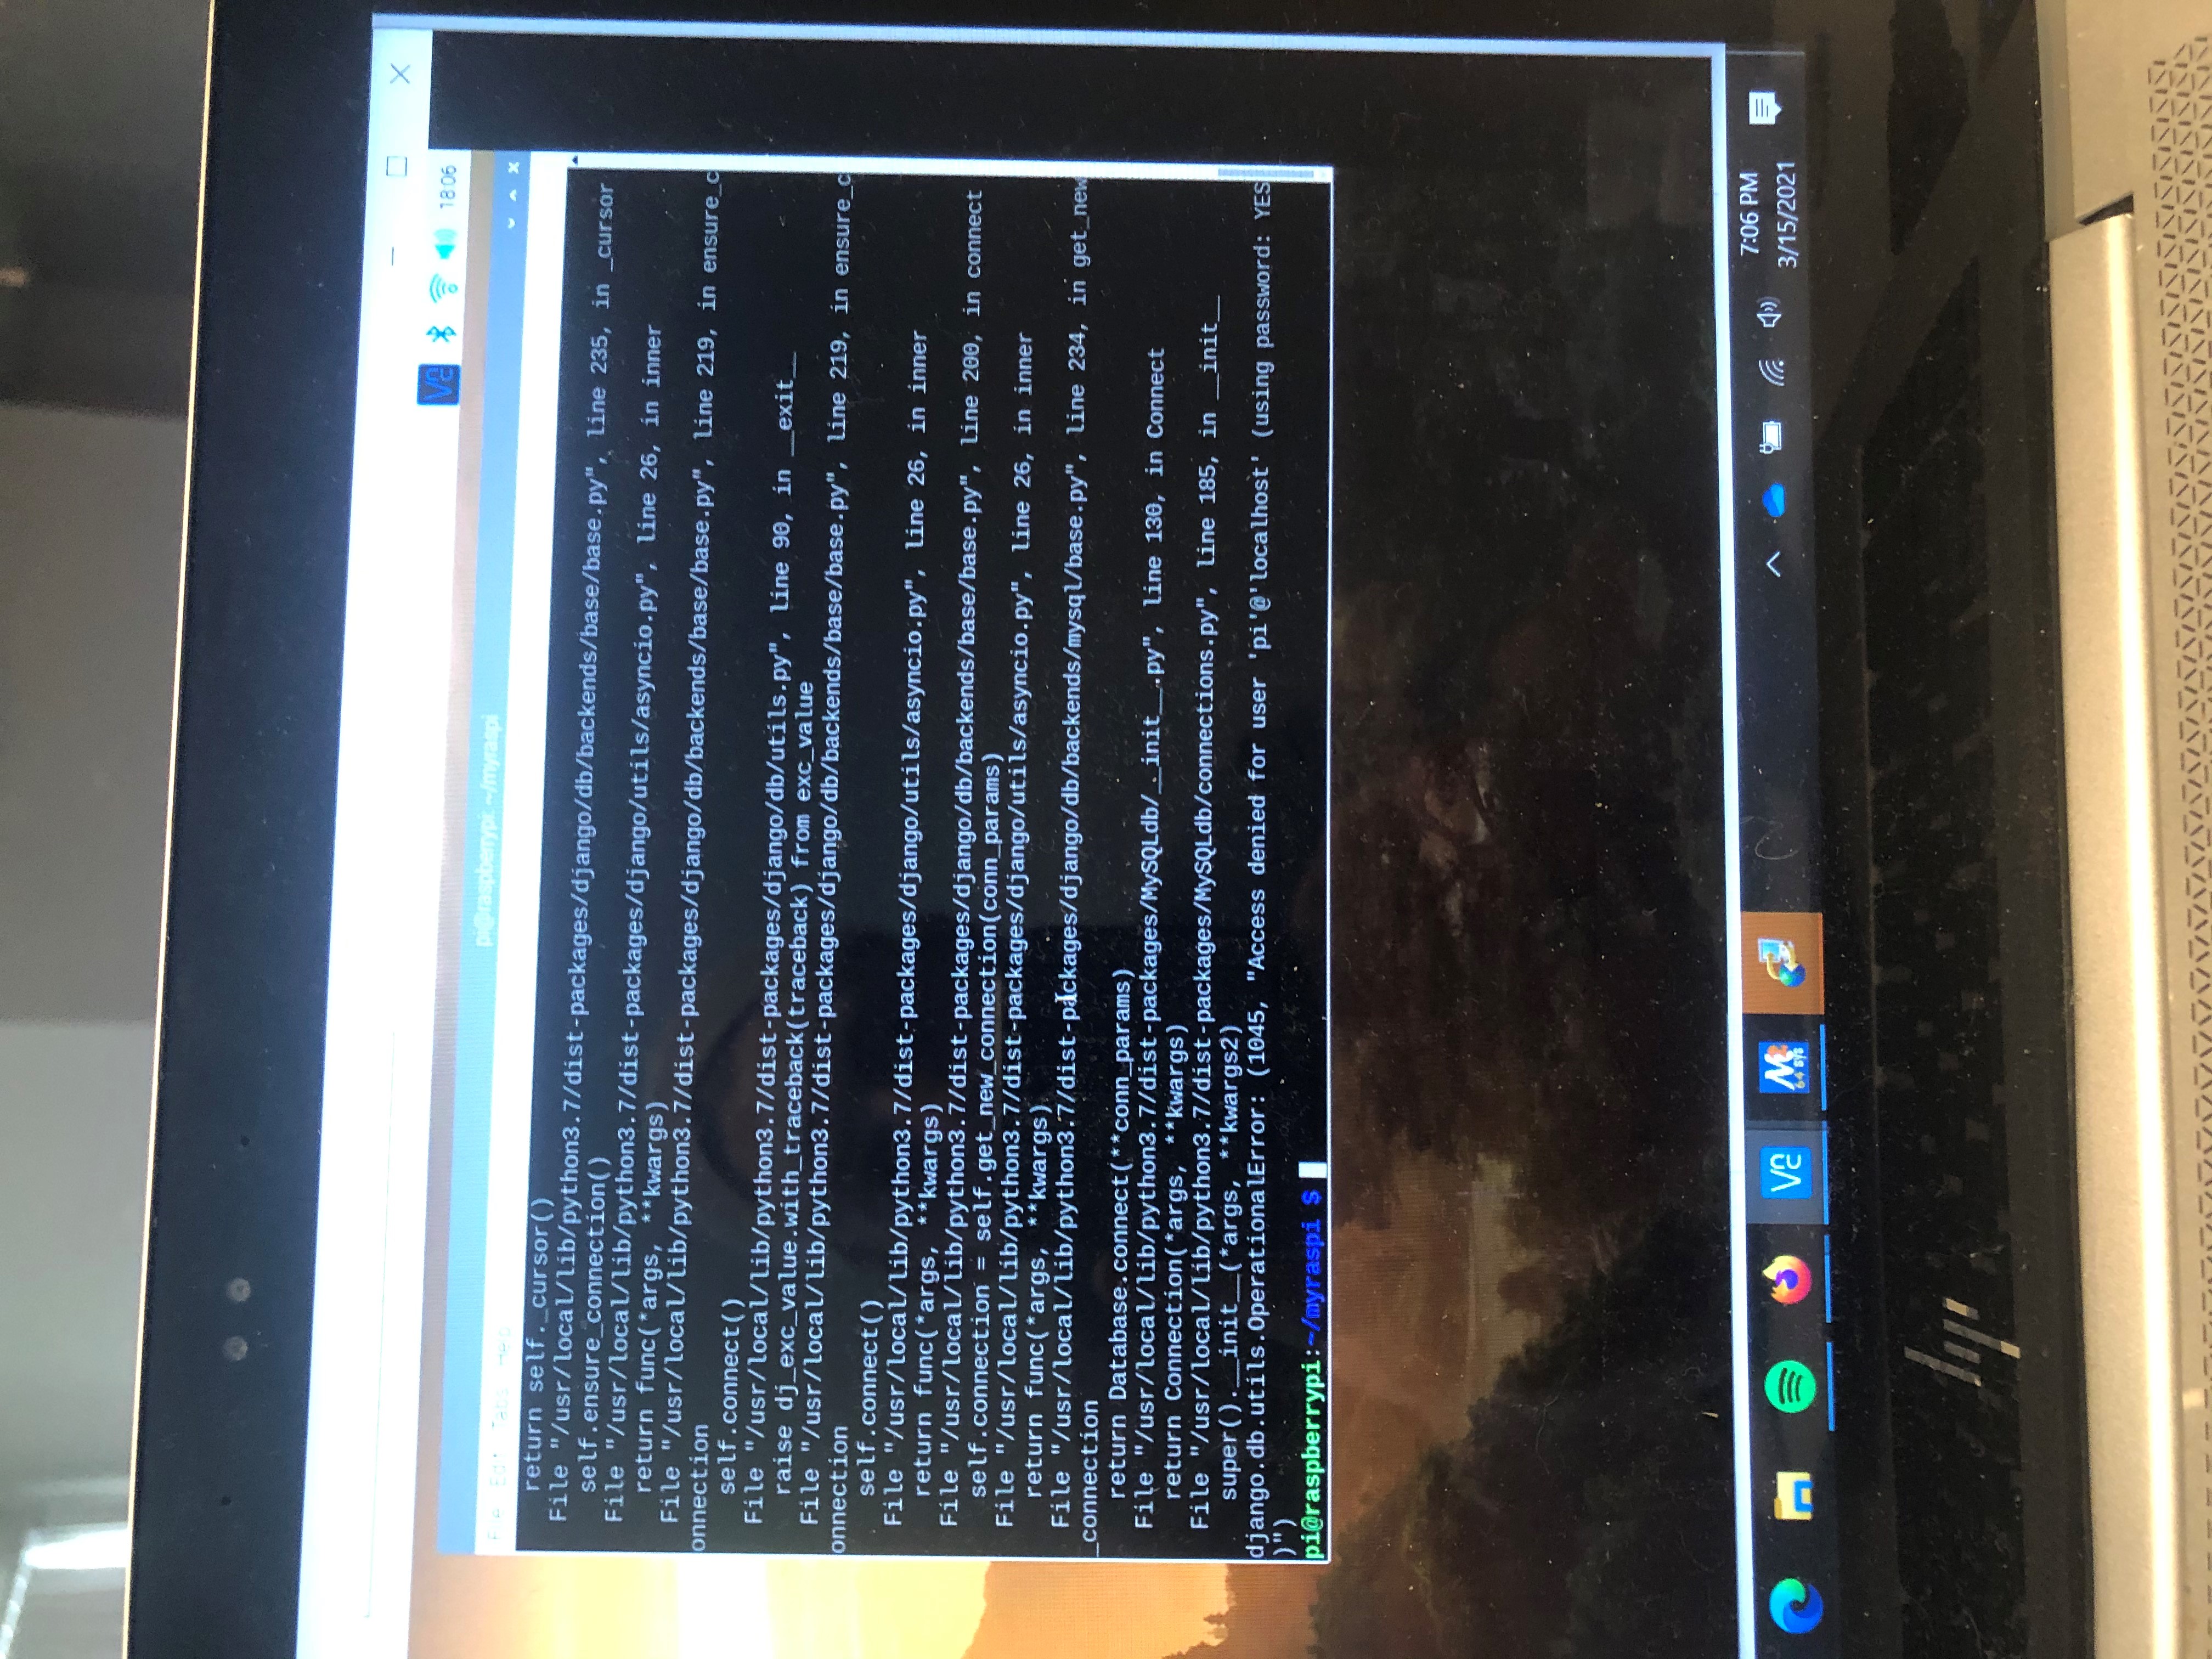 18:06
pi@raspberrypi: ~/myraspi
File Edit Tabs Help
return self._cursor()
File "/usr/local/lib/python3.7/dist-packages/django/db/backends/base/base.py", line 235, in _cursor
self.ensure_connection()
File "/usr/local/lib/python3.7/dist-packages/django/utils/asyncio.py", line 26, in inner
return func(*args, **kwargs)
File "/usr/local/lib/python3.7/dist-packages/django/db/backends/base/base.py", line 219, in ensure_c
onnection
self.connect()
File "/usr/local/lib/python3.7/dist-packages/django/db/utils.py", line 90, in __exit__
raise dj_exc_value.with_traceback(traceback) from exc_value
File "/usr/local/lib/python3.7/dist-packages/django/db/backends/base/base.py", line 219, in ensure_c
onnection
self.connect()
File "/usr/local/lib/python3.7/dist-packages/django/utils/asyncio.py", line 26, in inner
return func(*args, **kwargs)
File "/usr/local/lib/python3.7/dist-packages/django/db/backends/base/base.py", line 200, in connect
self.connection = self.get_new_connection(conn_params)
File "/usr/local/lib/python3.7/dist-packages/django/utils/asyncio.py", line 26, in inner
return func(*args, **kwargs)
File "/usr/local/lib/python3.7/dist-packages/django/db/backends/mysql/base.py", line 234, in get_new
_connection
return Database.connect(**conn_params)
File "/usr/local/lib/python3.7/dist-packages/MySQLdb/__init__.py", line 130, in Connect
return Connection(*args, **kwargs)
File "/usr/local/lib/python3.7/dist-packages/MySQLdb/connections.py", line 185, in __init__
super().__init__(*args, **kwargs2)
django.db.utils.OperationalError: (1045, "Access denied for user 'pi'@'localhost' (using password: YES
)")
pi@raspberrypi:~/myraspi $
7:06 PM
3/15/2021
hp